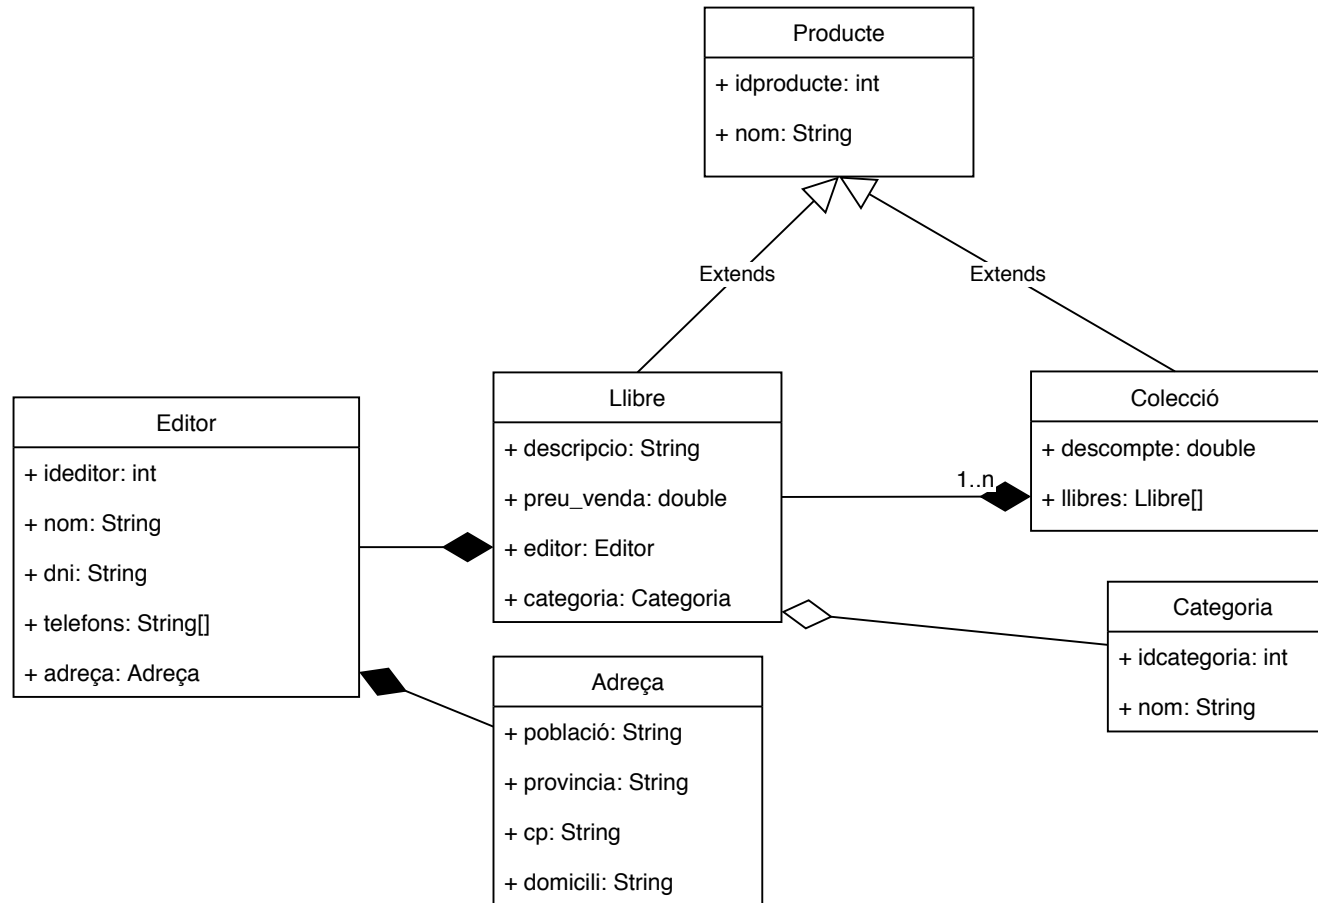 Producte
+ idproducte: int
+ nom: String
Extends
Extends
Editor
+ ideditor: int
+ nom: String
+ dni: String
+ telefons: String[]
+ adreça: Adreça
Llibre
+ descripcio: String
+ preu_venda: double
+ editor: Editor
+ categoria: Categoria
1..n
Colecció
+ descompte: double
+ llibres: Llibre[]
Categoria
+ idcategoria: int
+ nom: String
Adreça
+ població: String
+ provincia: String
+ cp: String
+ domicili: String